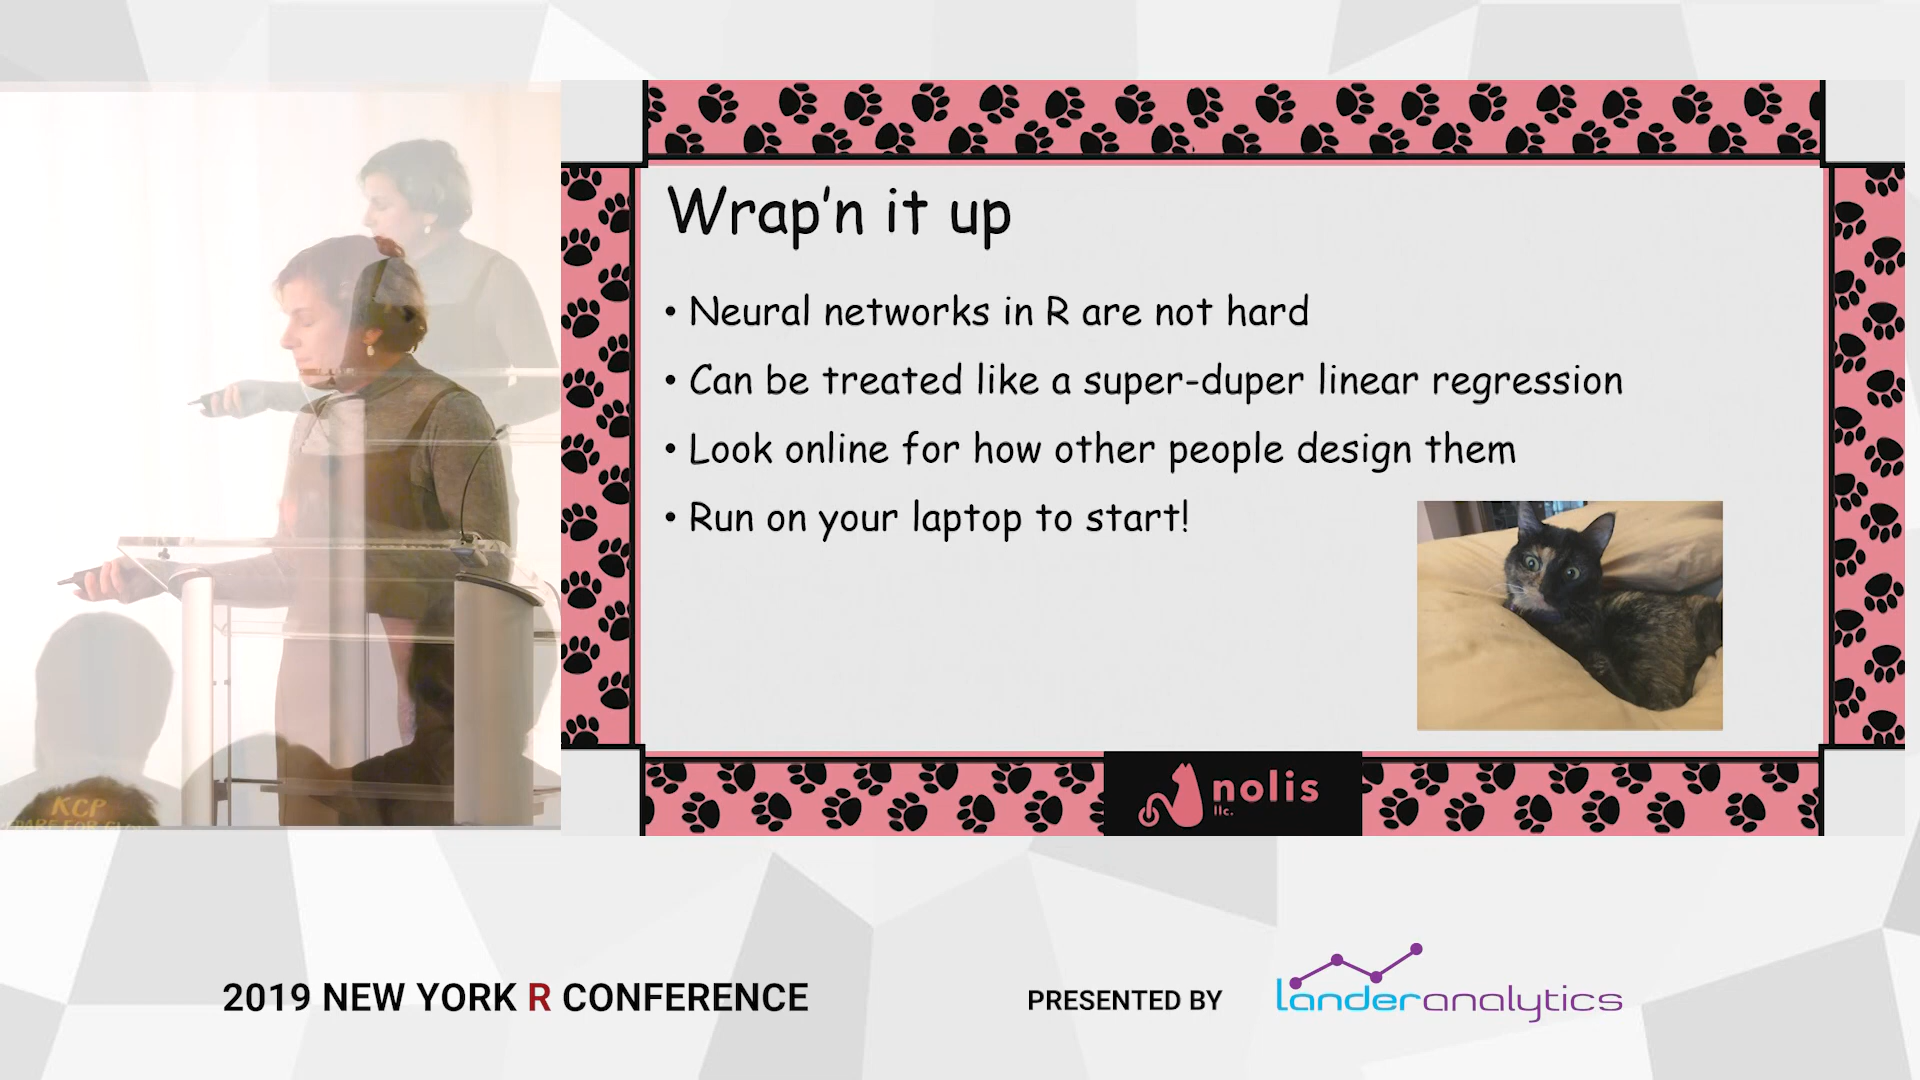 Wrap'n it up
• Neural networks in R are not hard
• Can be treated like a super-duper linear regression
• Look online for how other people design them
• Run on your laptop to start!
nolis
llc.
KCP
2019 NEW YORK R CONFERENCE
PRESENTED BY
landeranalytics